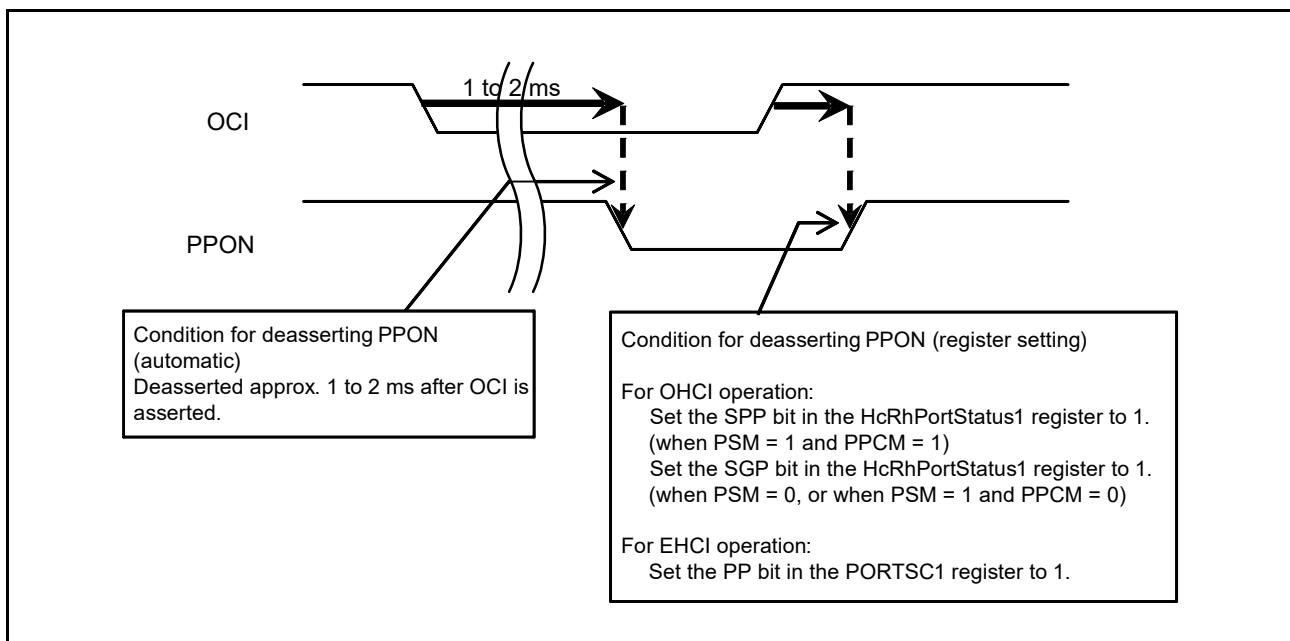 1 to 2 ms
OCI
PPON
Condition for deasserting PPON
(automatic)
Deasserted approx. 1 to 2 ms after OCI is
asserted.
Condition for deasserting PPON (register setting)
For OHCI operation:
Set the SPP bit in the HcRhPortStatus1 register to 1.
(when PSM = 1 and PPCM = 1)
Set the SGP bit in the HcRhPortStatus1 register to 1.
(when PSM = 0, or when PSM = 1 and PPCM = 0)
For EHCI operation:
Set the PP bit in the PORTSC1 register to 1.